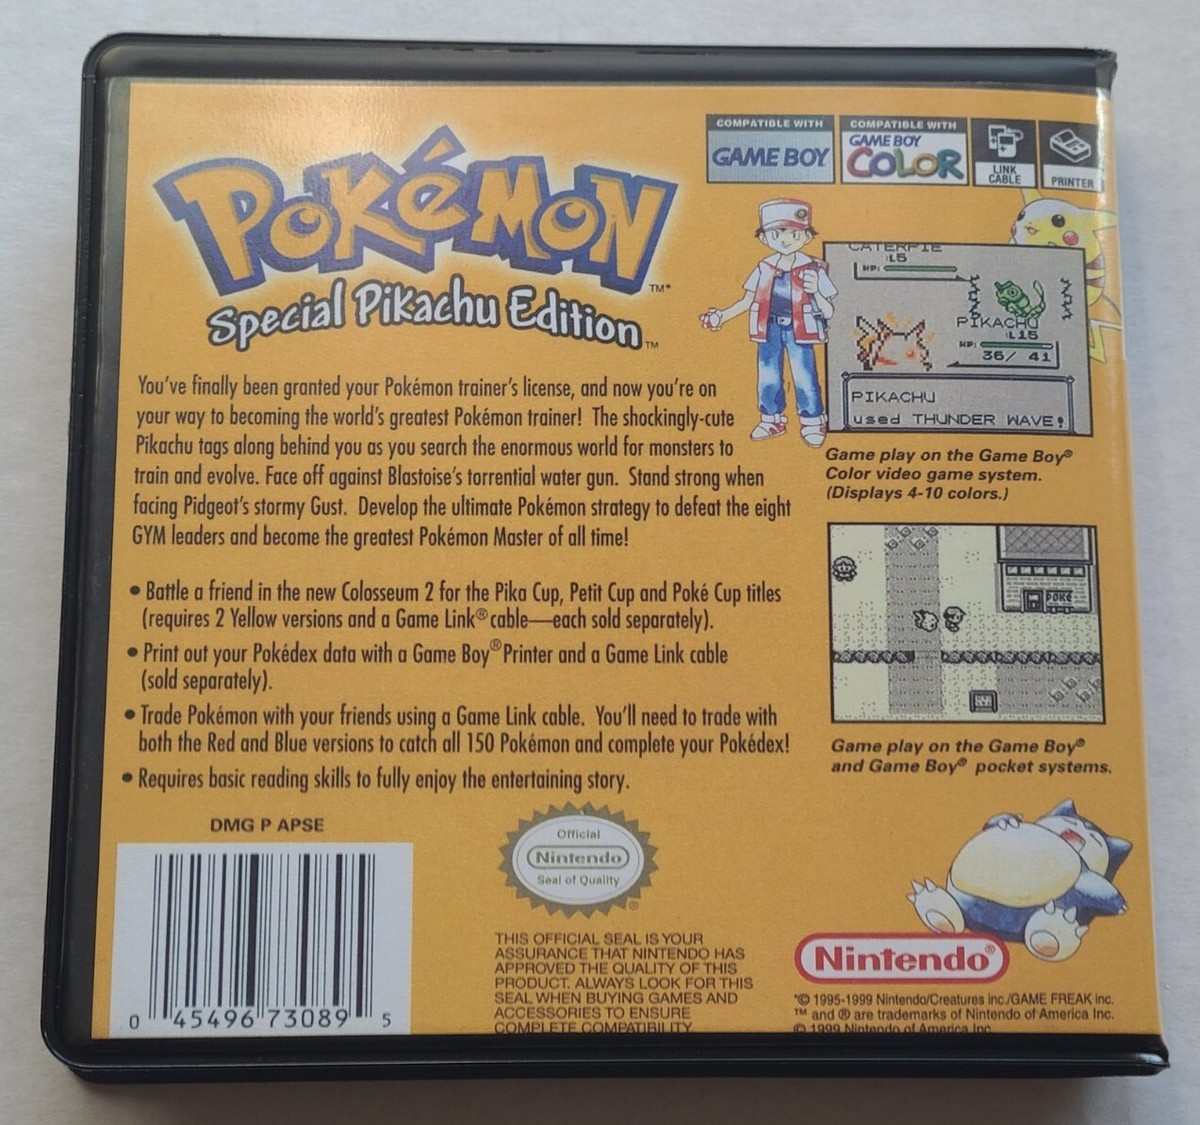 COMPATIBLE WITH
GAME BOY
COMPATIBLE WITH
GAME BOY
COLOR
LINK
CABLE
PRINTER
POKéMON
™*
Special Pikachu Edition
™
You've finally been granted your Pokémon trainer's license, and now you're on
your way to becoming the world's greatest Pokémon trainer! The shockingly-cute
Pikachu tags along behind you as you search the enormous world for monsters to
train and evolve. Face off against Blastoise's torrential water gun. Stand strong when
facing Pidgeot's stormy Gust. Develop the ultimate Pokémon strategy to defeat the eight
GYM leaders and become the greatest Pokémon Master of all time!
• Battle a friend in the new Colosseum 2 for the Pika Cup, Petit Cup and Poké Cup titles
(requires 2 Yellow versions and a Game Link® cable—each sold separately).
• Print out your Pokédex data with a Game Boy® Printer and a Game Link cable
(sold separately).
• Trade Pokémon with your friends using a Game Link cable. You'll need to trade with
both the Red and Blue versions to catch all 150 Pokémon and complete your Pokédex!
• Requires basic reading skills to fully enjoy the entertaining story.
CATERPIE
:L5
HP:
PIKACHU
:L15
HP:
36/ 41
PIKACHU
used THUNDER WAVE!
Game play on the Game Boy®
Color video game system.
(Displays 4-10 colors.)
POKé
Game play on the Game Boy®
and Game Boy® pocket systems.
DMG P APSE
0 45496 73089 5
Official
Nintendo
Seal of Quality
®
THIS OFFICIAL SEAL IS YOUR
ASSURANCE THAT NINTENDO HAS
APPROVED THE QUALITY OF THIS
PRODUCT. ALWAYS LOOK FOR THIS
SEAL WHEN BUYING GAMES AND
ACCESSORIES TO ENSURE
COMPLETE COMPATIBILITY
Nintendo®
*© 1995-1999 Nintendo/Creatures inc./GAME FREAK inc.
™ and ® are trademarks of Nintendo of America Inc.
© 1999 Nintendo of America Inc